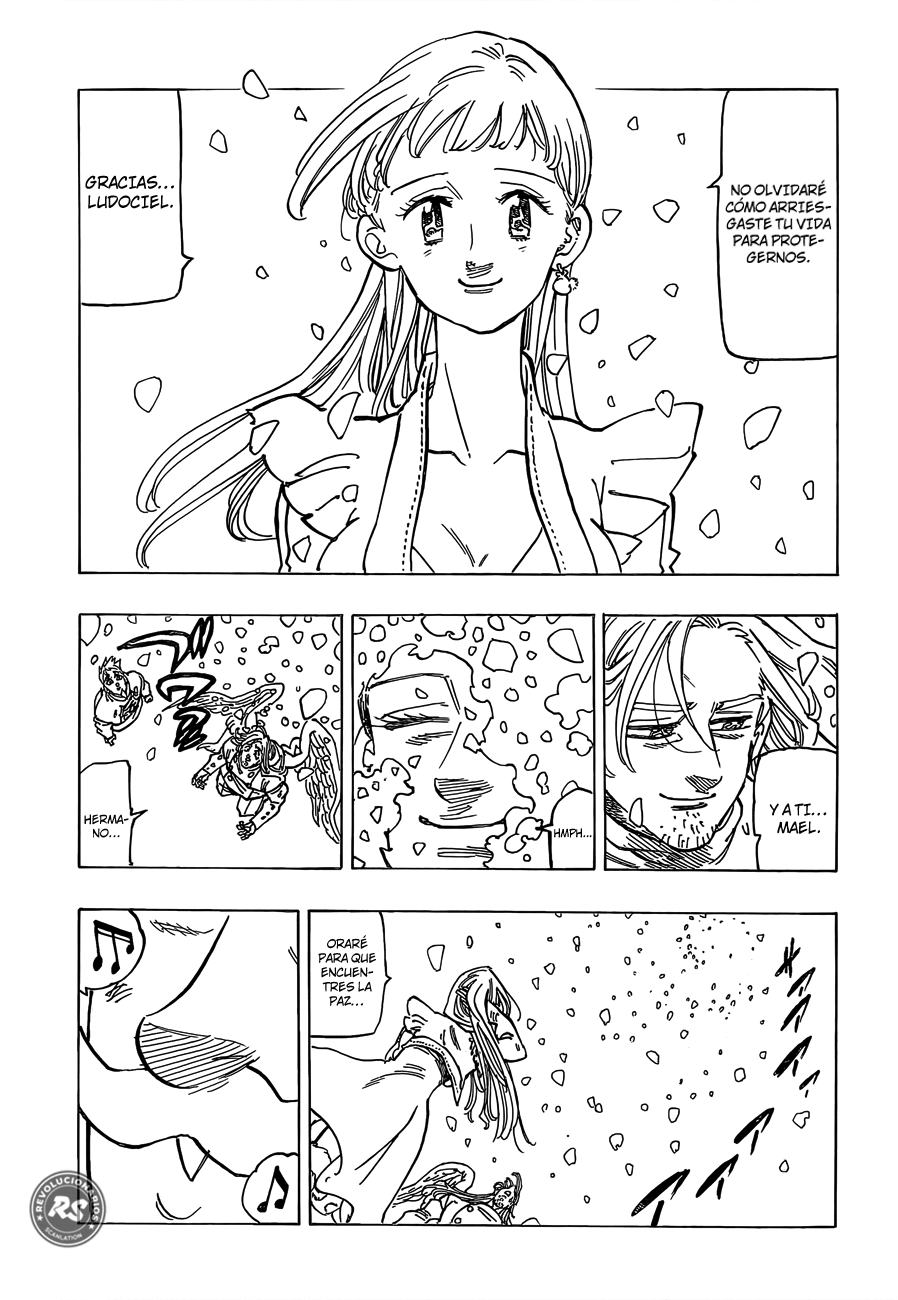 NO OLVIDARÉ
CÓMO ARRIES-
GASTE TU VIDA
PARA PROTE-
GERNOS.
GRACIAS...
LUDOCIEL.
Y A TI...
MAEL.
HMPH...
HERMA-
NO...
ORARÉ
PARA QUE
ENCUEN-
TRES LA
PAZ...
REVOLUCIONARIOS
RS
SCANLATION